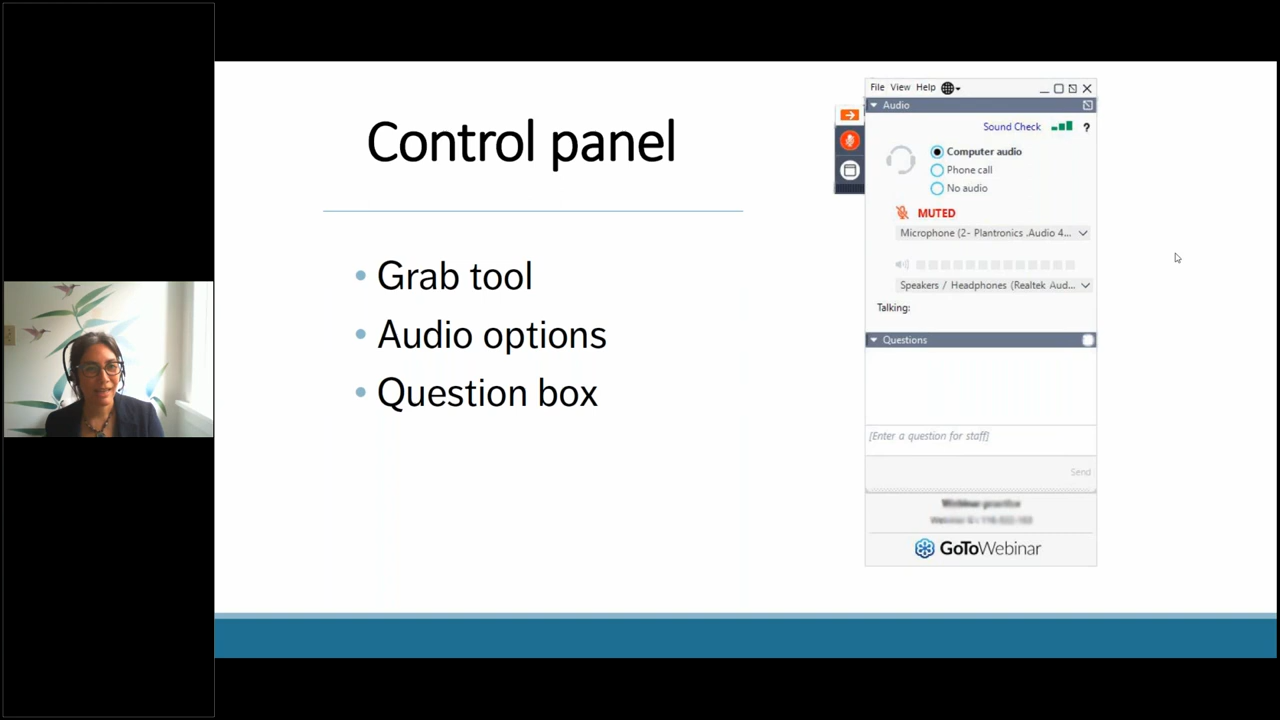 Control panel
• Grab tool
• Audio options
• Question box
File View Help
Audio
Sound Check ?
Computer audio
Phone call
No audio
MUTED
Microphone (2- Plantronics .Audio 4...
Speakers / Headphones (Realtek Aud...
Talking:
Questions
[Enter a question for staff]
Send
Webinar practice
GoToWebinar